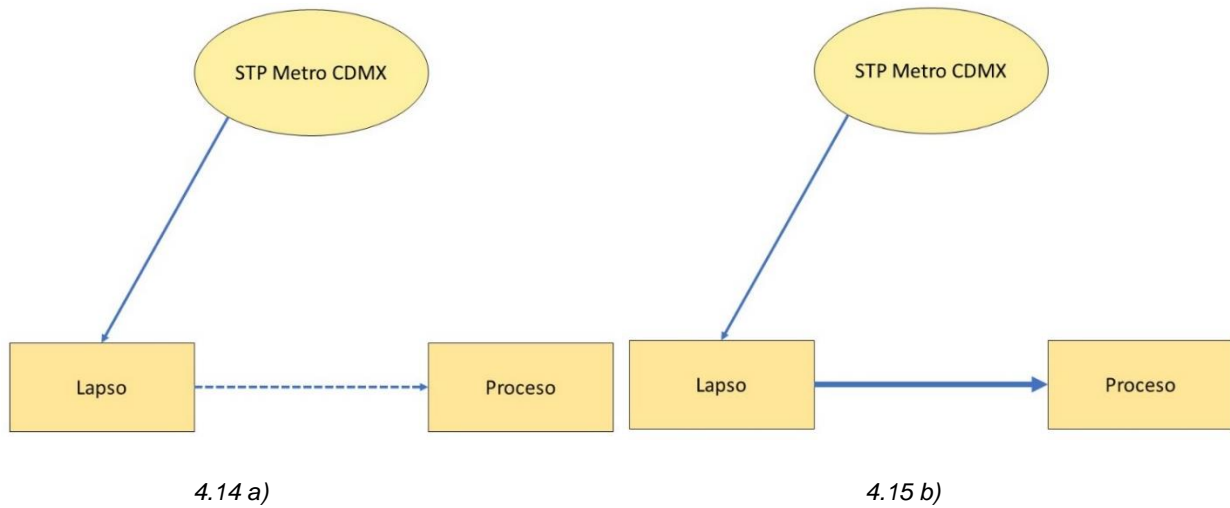 STP Metro CDMX
STP Metro CDMX
Lapso
Proceso
Lapso
Proceso
4.14 a)
4.15 b)